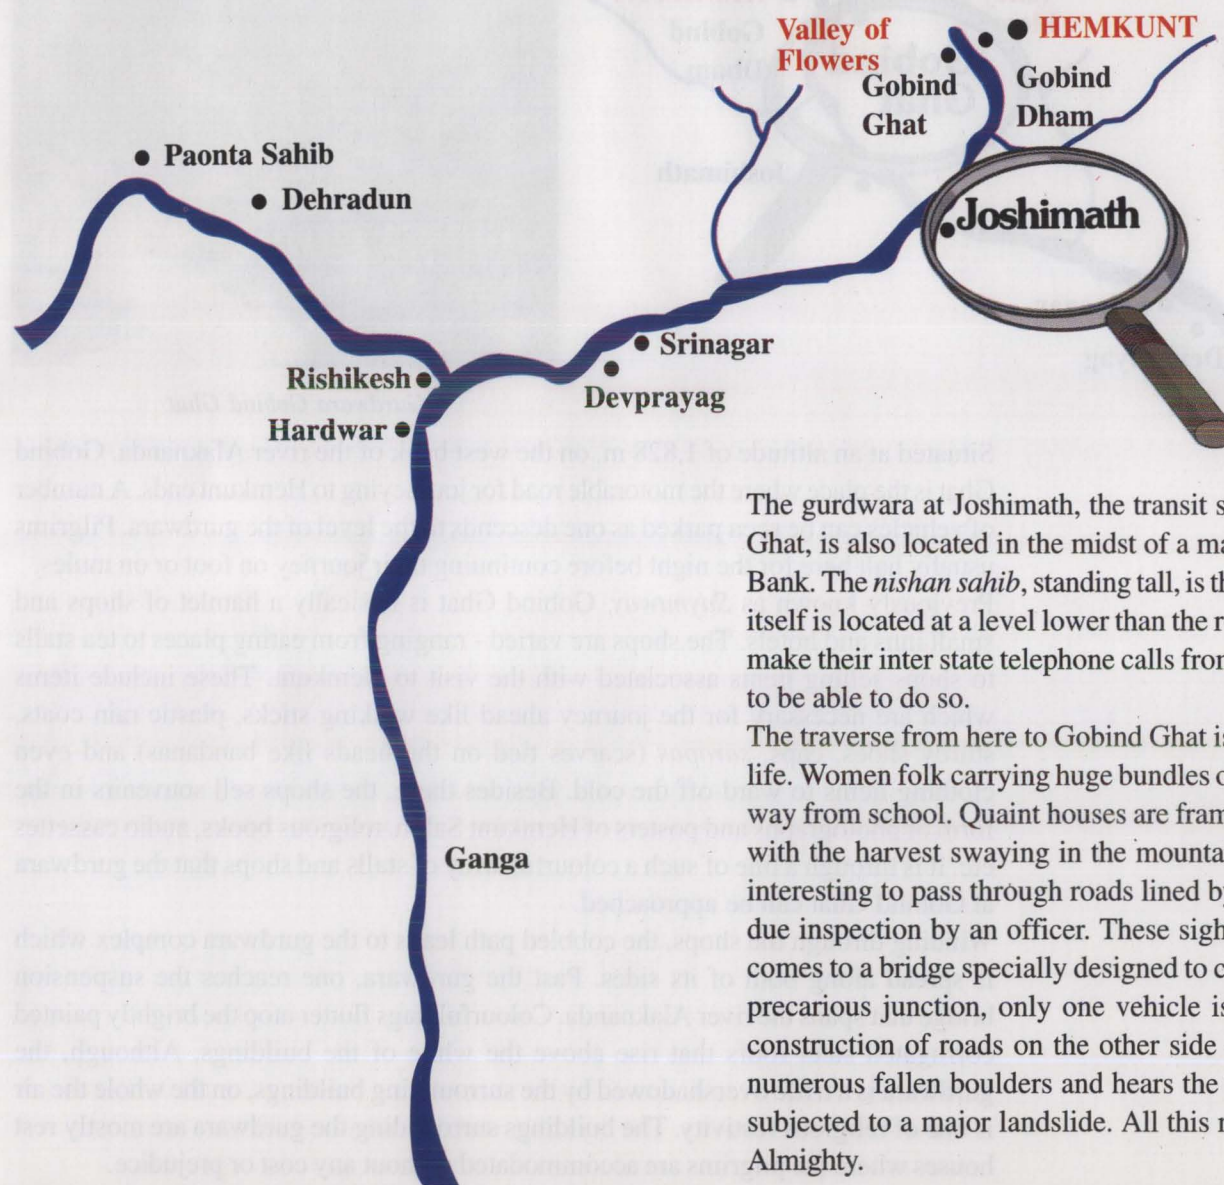 Valley of
Flowers
HEMKUNT
Gobind
Ghat
Gobind
Dham
Paonta Sahib
Dehradun
Joshimath
Srinagar
Rishikesh
Devprayag
Hardwar
Ganga
The gurdwara at Joshimath, the transit s
Ghat, is also located in the midst of a ma
Bank. The nishan sahib, standing tall, is th
itself is located at a level lower than the r
make their inter state telephone calls from
to be able to do so.
The traverse from here to Gobind Ghat is
life. Women folk carrying huge bundles o
way from school. Quaint houses are fram
with the harvest swaying in the mounta
interesting to pass through roads lined by
due inspection by an officer. These sigh
comes to a bridge specially designed to c
precarious junction, only one vehicle is
construction of roads on the other side
numerous fallen boulders and hears the
subjected to a major landslide. All this r
Almighty.